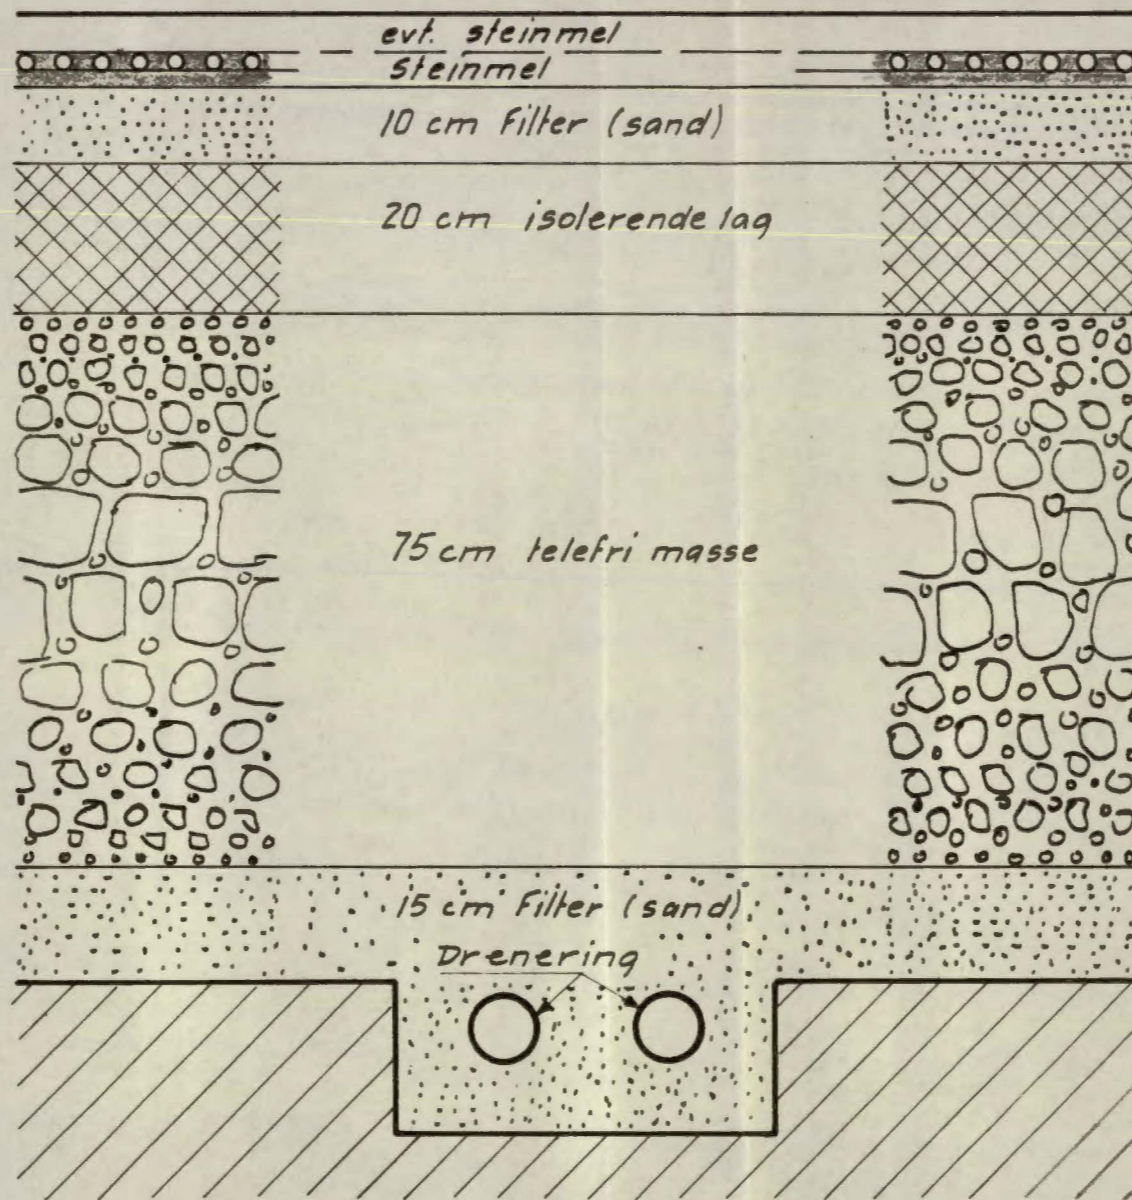 evt. steinmel
steinmel
10 cm filter (sand)
20 cm isolerende lag
75 cm telefri masse
15 cm filter (sand)
Drenering